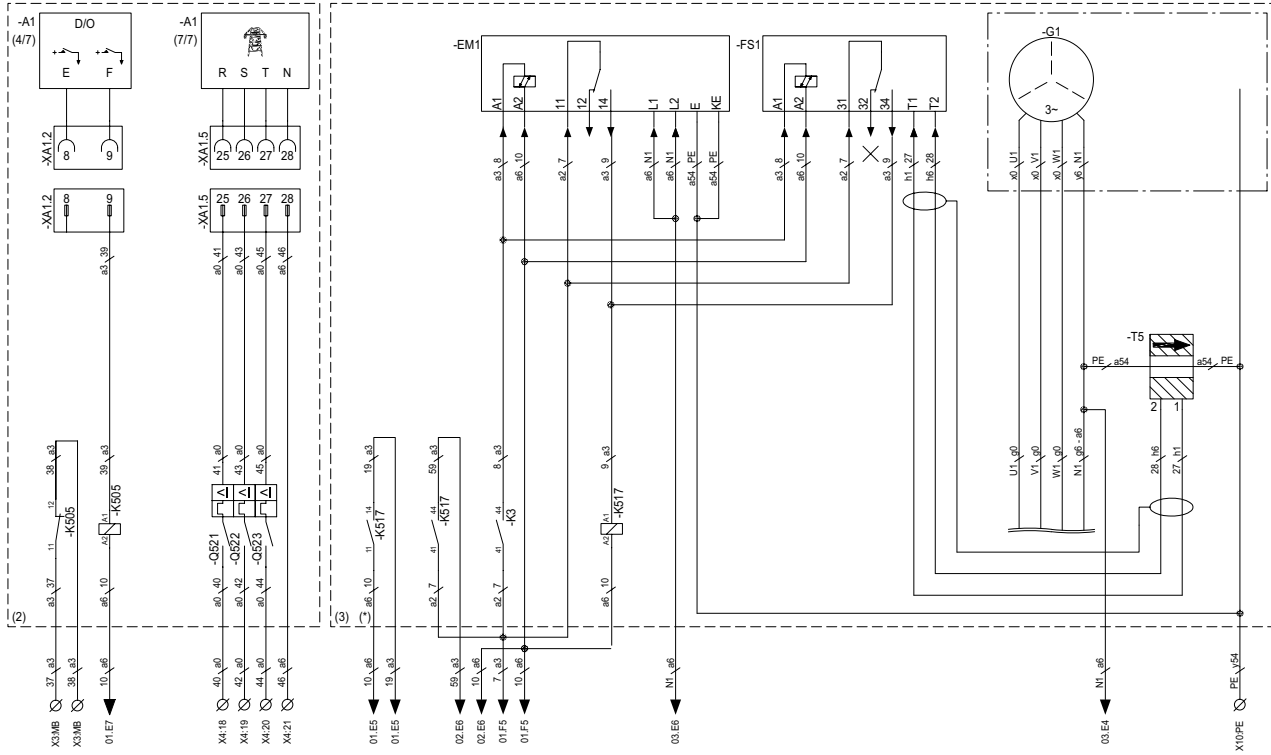 -A1
(4/7)
D/O
E
F
-A1
(7/7)
R S T N
-EM1
A1
A2
11
12
14
L1
L2
E
KE
-FS1
A1
A2
31
32
34
T1
T2
-G1
3~
-XA1.2
8
9
-XA1.5
25 26 27 28
a3 8
a6 10
a2 7
a3 9
a6 N1
a6 N1
a54 PE
a54 PE
a3 8
a6 10
a2 7
a3 9
h1 27
h6 28
x0 U1
x0 V1
x0 W1
y6 N1
-XA1.2
8
9
-XA1.5
25 26 27 28
a3 39
a0 41
a0 43
a0 45
a6 46
-T5
PE a54
a54 PE
2 1
38 a3
39 a3
41 a0
43 a0
45 a0
19 a3
59 a3
8 a3
9 a3
U1 g0
V1 g0
W1 g0
N1 g6 - a6
28 h6
27 h1
12
11
-K505
A1
A2
-K505
-Q521
-Q522
-Q523
14
11
-K517
44
41
-K517
44
41
-K3
A1
A2
-K517
a3 37
a6 10
a0 40
a0 42
a0 44
a6 10
a2 7
a2 7
a6 10
(2)
(3) (*)
37 a3
38 a3
10 a6
40 a0
42 a0
44 a0
46 a6
10 a6
19 a3
59 a3
10 a6
7 a3
10 a6
N1 a6
N1 a6
PE y54
X3:MB
X3:MB
01.E7
X4:18
X4:19
X4:20
X4:21
01.E5
01.E5
02.E6
02.E6
01.F5
01.F5
03.E6
03.E4
X10:PE